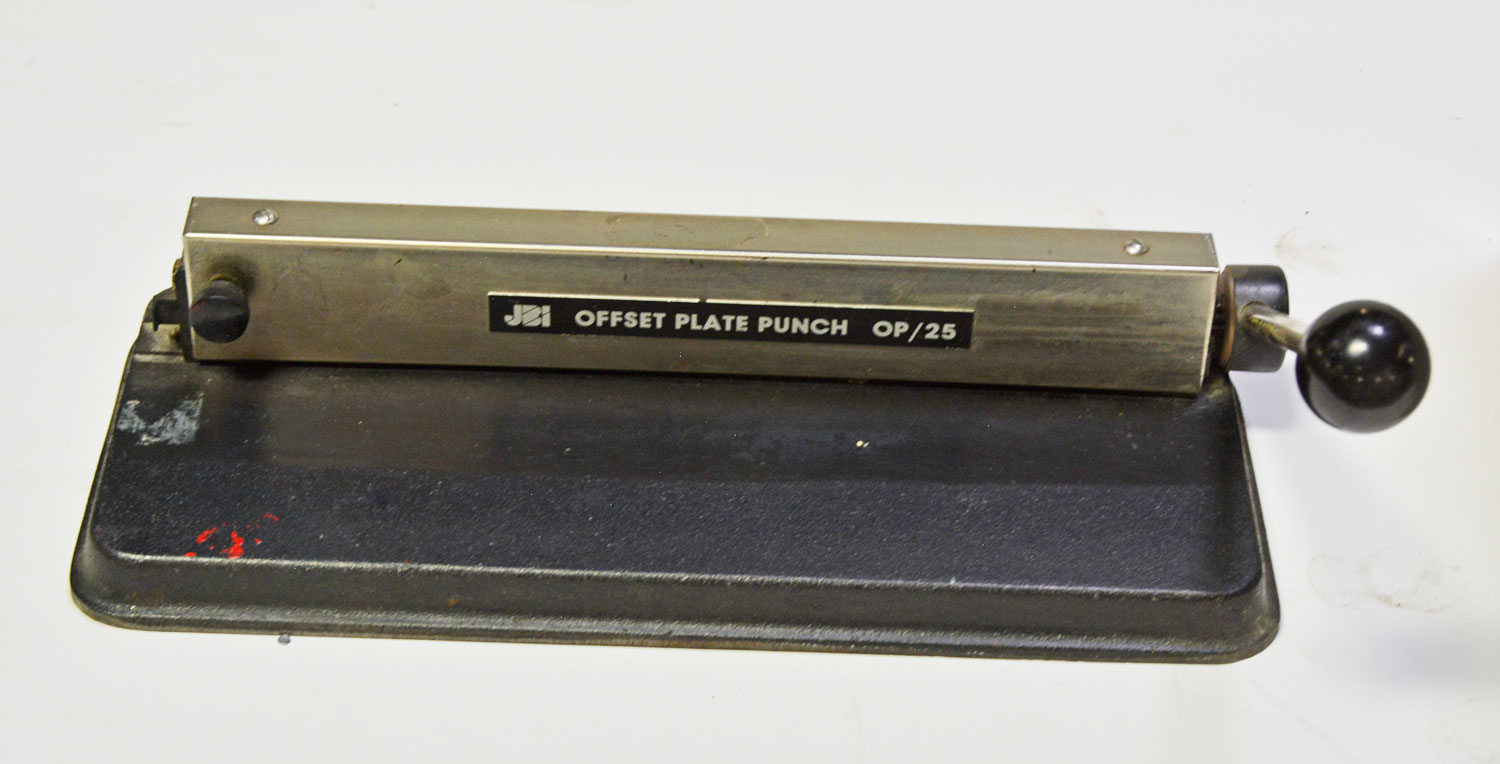 JBI OFFSET PLATE PUNCH OP/25